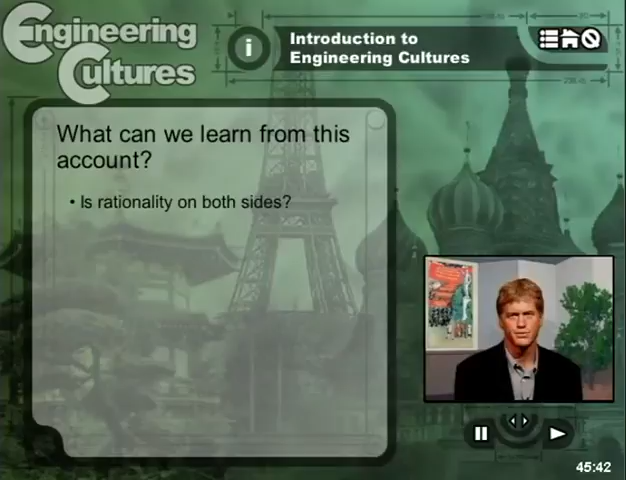 Engineering
Cultures
i
Introduction to
Engineering Cultures
What can we learn from this
account?
• Is rationality on both sides?
45:42